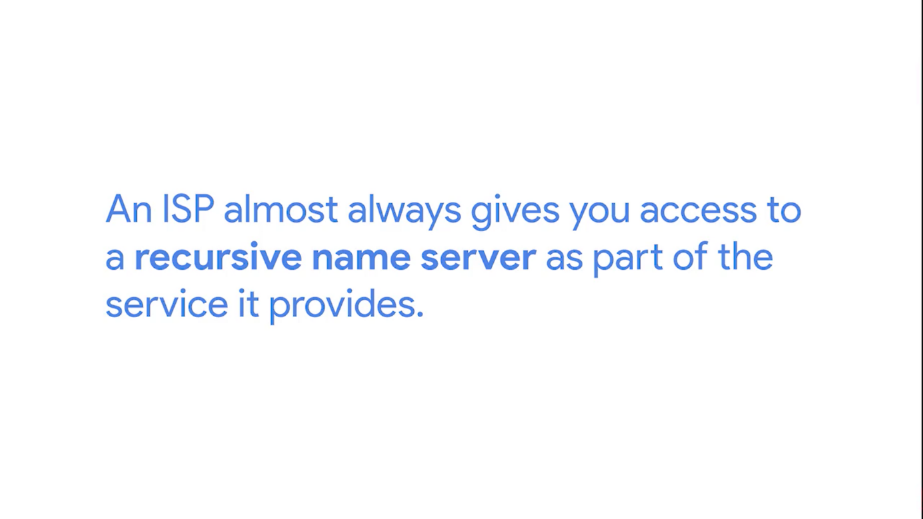 An ISP almost always gives you access to
a recursive name server as part of the
service it provides.